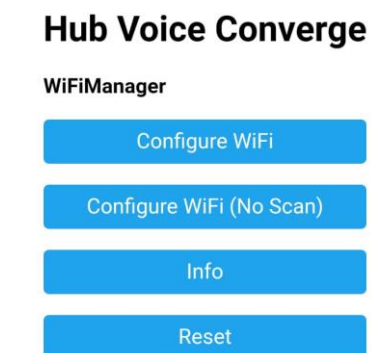 Hub Voice Converge
WiFiManager
Configure WiFi
Configure WiFi (No Scan)
Info
Reset